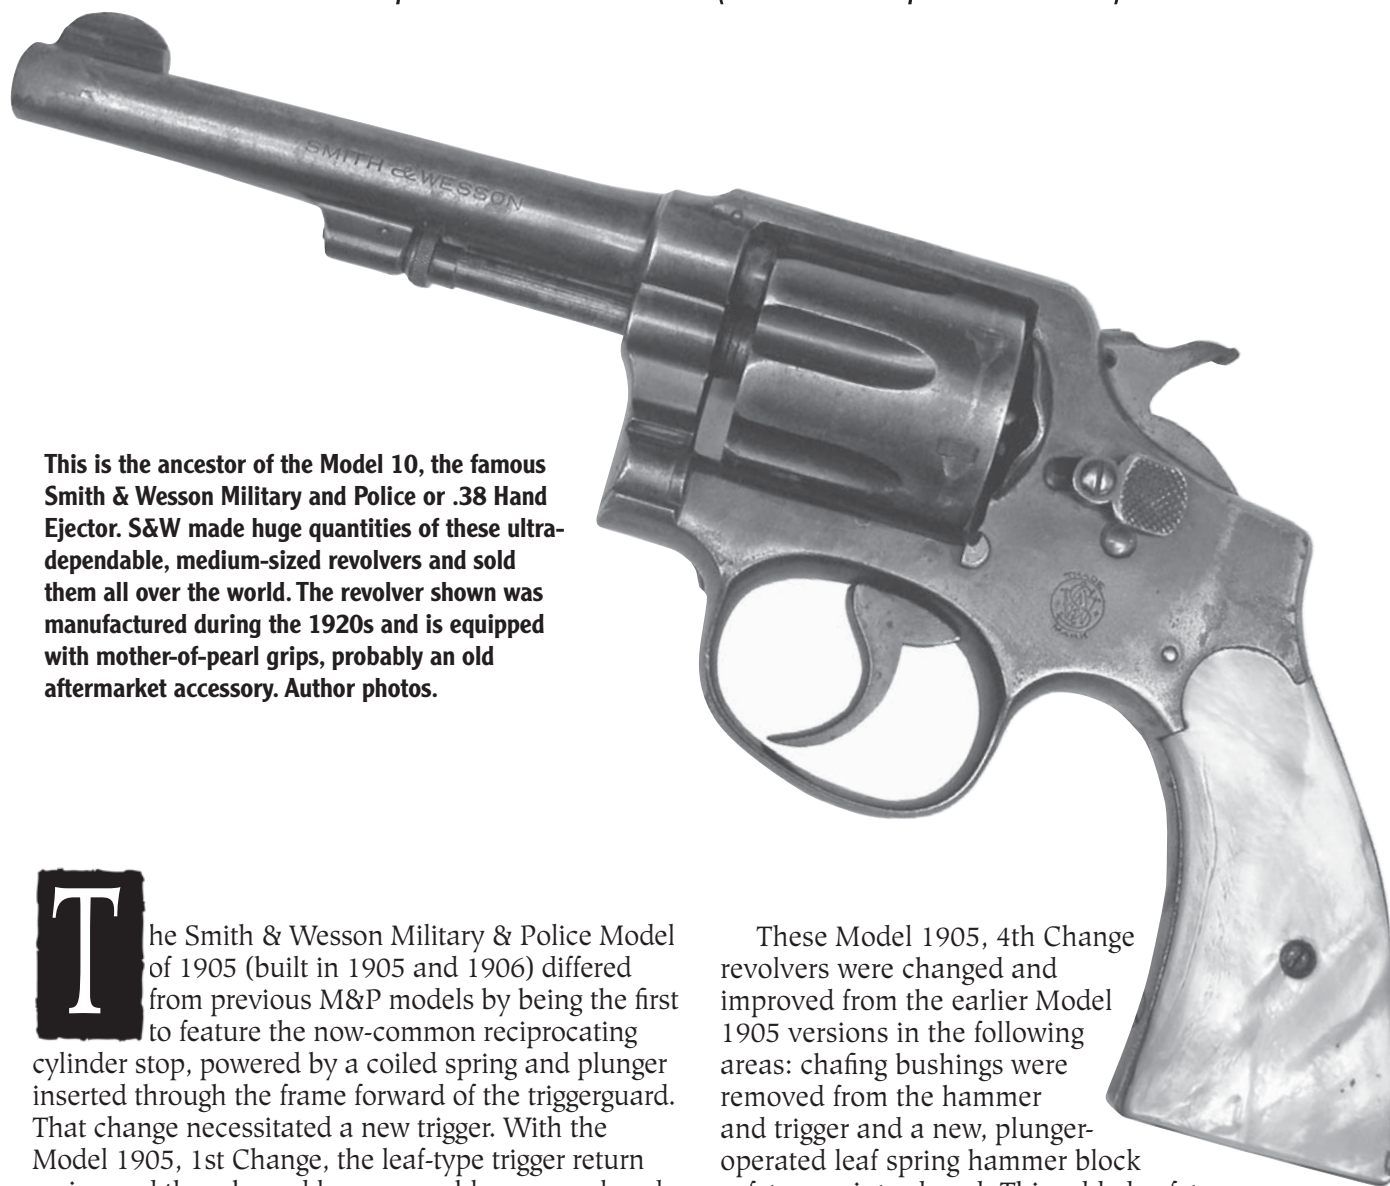 SMITH & WESSON
This is the ancestor of the Model 10, the famous
Smith & Wesson Military and Police or .38 Hand
Ejector. S&W made huge quantities of these ultra-
dependable, medium-sized revolvers and sold
them all over the world. The revolver shown was
manufactured during the 1920s and is equipped
with mother-of-pearl grips, probably an old
aftermarket accessory. Author photos.
TRADE
MARK
The Smith & Wesson Military & Police Model
of 1905 (built in 1905 and 1906) differed
from previous M&P models by being the first
to feature the now-common reciprocating
cylinder stop, powered by a coiled spring and plunger
inserted through the frame forward of the triggerguard.
That change necessitated a new trigger. With the
Model 1905, 1st Change, the leaf-type trigger return
These Model 1905, 4th Change
revolvers were changed and
improved from the earlier Model
1905 versions in the following
areas: chafing bushings were
removed from the hammer
and trigger and a new, plunger-
operated leaf spring hammer block